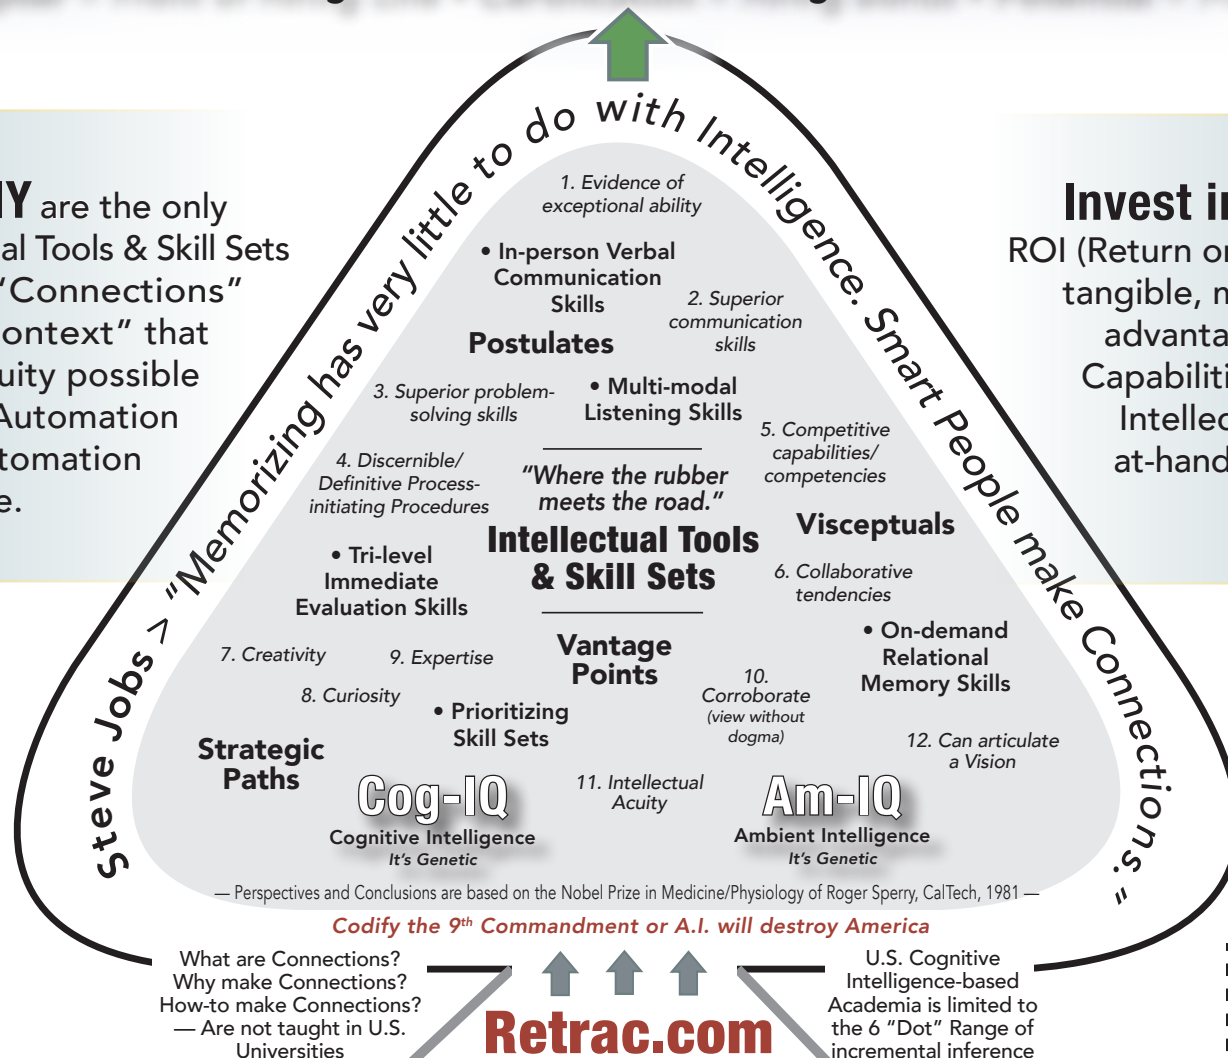 Steve Jobs > "Memorizing has very little to do with Intelligence. Smart People make Connections."
are the only
al Tools & Skill Sets
"Connections"
ontext" that
uity possible
Automation
tomation
e.
Invest in
ROI (Return on
tangible, m
advanta
Capabiliti
Intellec
at-hand
1. Evidence of
exceptional ability
• In-person Verbal
Communication
Skills
2. Superior
communication
skills
Postulates
3. Superior problem-
solving skills
• Multi-modal
Listening Skills
5. Competitive
capabilities/
competencies
4. Discernible/
Definitive Process-
initiating Procedures
"Where the rubber
meets the road."
Intellectual Tools
& Skill Sets
Visceptuals
• Tri-level
Immediate
Evaluation Skills
6. Collaborative
tendencies
• On-demand
Relational
Memory Skills
Vantage
Points
7. Creativity
9. Expertise
8. Curiosity
10.
Corroborate
(view without
dogma)
• Prioritizing
Skill Sets
12. Can articulate
a Vision
Strategic
Paths
11. Intellectual
Acuity
Cog-IQ
Cognitive Intelligence
It's Genetic
Am-IQ
Ambient Intelligence
It's Genetic
— Perspectives and Conclusions are based on the Nobel Prize in Medicine/Physiology of Roger Sperry, CalTech, 1981 —
Codify the 9th Commandment or A.I. will destroy America
What are Connections?
Why make Connections?
How-to make Connections?
— Are not taught in U.S.
Universities
Retrac.com
U.S. Cognitive
Intelligence-based
Academia is limited to
the 6 "Dot" Range of
incremental inference